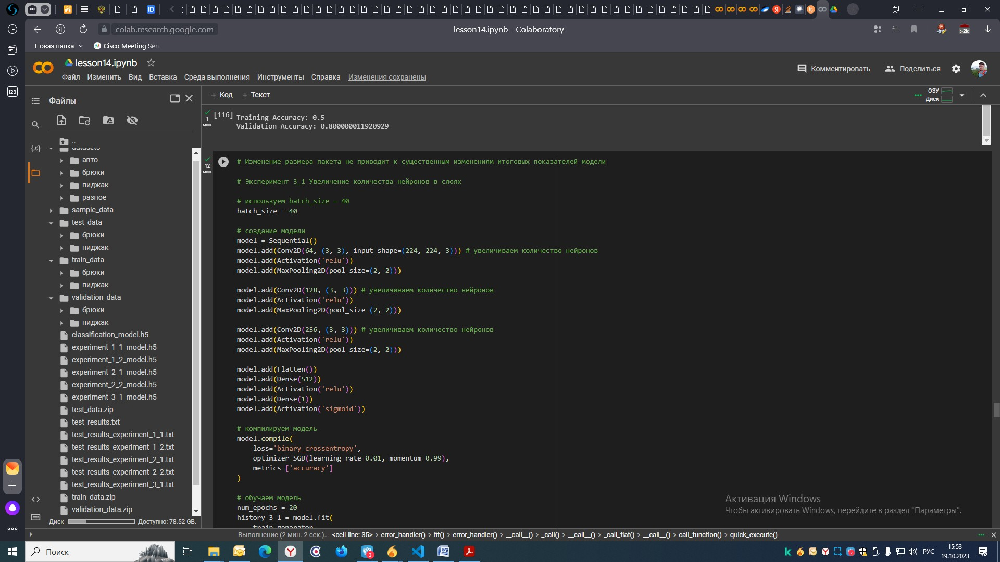 colab.research.google.com
lesson14.ipynb - Colaboratory
>2k
Новая папка
Cisco Meeting Ser
120
lesson14.ipynb
Файл Изменить Вид Вставка Среда выполнения Инструменты Справка Изменения сохранены
Комментировать
Поделиться
Файлы
+ Код + Текст
ОЗУ
Диск
..
datasets
авто
брюки
пиджак
разное
sample_data
test_data
брюки
пиджак
train_data
брюки
пиджак
validation_data
брюки
пиджак
classification_model.h5
experiment_1_1_model.h5
experiment_1_2_model.h5
experiment_2_1_model.h5
experiment_2_2_model.h5
experiment_3_1_model.h5
test_data.zip
test_results.txt
test_results_experiment_1_1.txt
test_results_experiment_1_2.txt
test_results_experiment_2_1.txt
test_results_experiment_2_2.txt
test_results_experiment_3_1.txt
train_data.zip
validation_data.zip
Диск Доступно: 78.52 GB.
1 мин.
[116] Training Accuracy: 0.5
Validation Accuracy: 0.800000011920929
12 мин.
# Изменение размера пакета не приводит к существенным изменениям итоговых показателей модели
# Эксперимент 3_1 Увеличение количества нейронов в слоях
# используем batch_size = 40
batch_size = 40
# создание модели
model = Sequential()
model.add(Conv2D(64, (3, 3), input_shape=(224, 224, 3))) # увеличиваем количество нейронов
model.add(Activation('relu'))
model.add(MaxPooling2D(pool_size=(2, 2)))
model.add(Conv2D(128, (3, 3))) # увеличиваем количество нейронов
model.add(Activation('relu'))
model.add(MaxPooling2D(pool_size=(2, 2)))
model.add(Conv2D(256, (3, 3))) # увеличиваем количество нейронов
model.add(Activation('relu'))
model.add(MaxPooling2D(pool_size=(2, 2)))
model.add(Flatten())
model.add(Dense(512))
model.add(Activation('relu'))
model.add(Dense(1))
model.add(Activation('sigmoid'))
# компилируем модель
model.compile(
loss='binary_crossentropy',
optimizer=SGD(learning_rate=0.01, momentum=0.99),
metrics=['accuracy']
)
# обучаем модель
num_epochs = 20
history_3_1 = model.fit(
train_generator
Активация Windows
Чтобы активировать Windows, перейдите в раздел "Параметры".
Выполнение (2 мин. 2 сек.)... <cell line: 35> > error_handler() > fit() > error_handler() > __call__() > _call() > __call__() > _call_flat() > __call__() > call_function() > quick_execute()
Поиск
РУС
15:53
19.10.2023